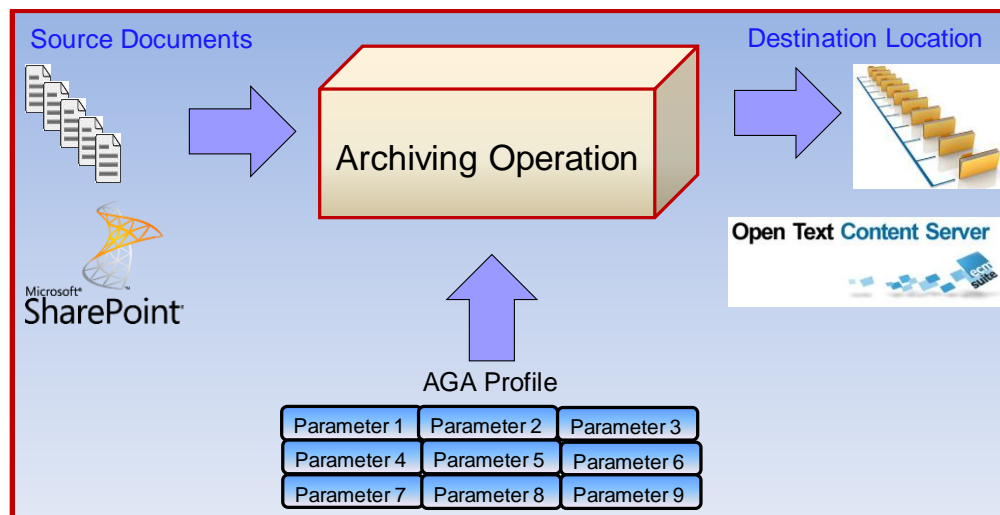 Source Documents
Destination Location
Archiving Operation
Open Text Content Server
ecm
suite
Microsoft®
SharePoint®
AGA Profile
Parameter 1 Parameter 2 Parameter 3
Parameter 4 Parameter 5 Parameter 6
Parameter 7 Parameter 8 Parameter 9